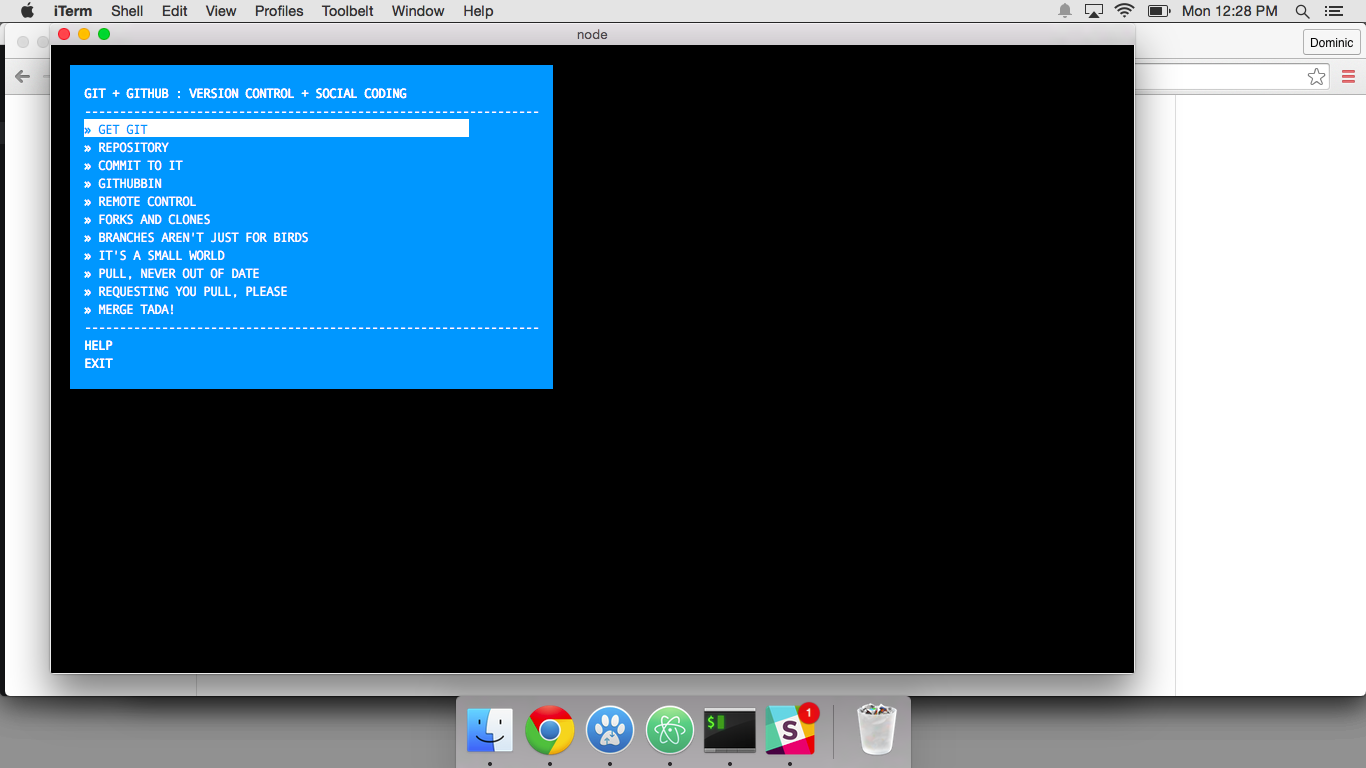 iTerm Shell Edit View Profiles Toolbelt Window Help Mon 12:28 PM
node
Dominic
GIT + GITHUB : VERSION CONTROL + SOCIAL CODING
-----------------------------------------------------------------
» GET GIT
» REPOSITORY
» COMMIT TO IT
» GITHUBBIN
» REMOTE CONTROL
» FORKS AND CLONES
» BRANCHES AREN'T JUST FOR BIRDS
» IT'S A SMALL WORLD
» PULL, NEVER OUT OF DATE
» REQUESTING YOU PULL, PLEASE
» MERGE TADA!
-----------------------------------------------------------------
HELP
EXIT
$
S
1